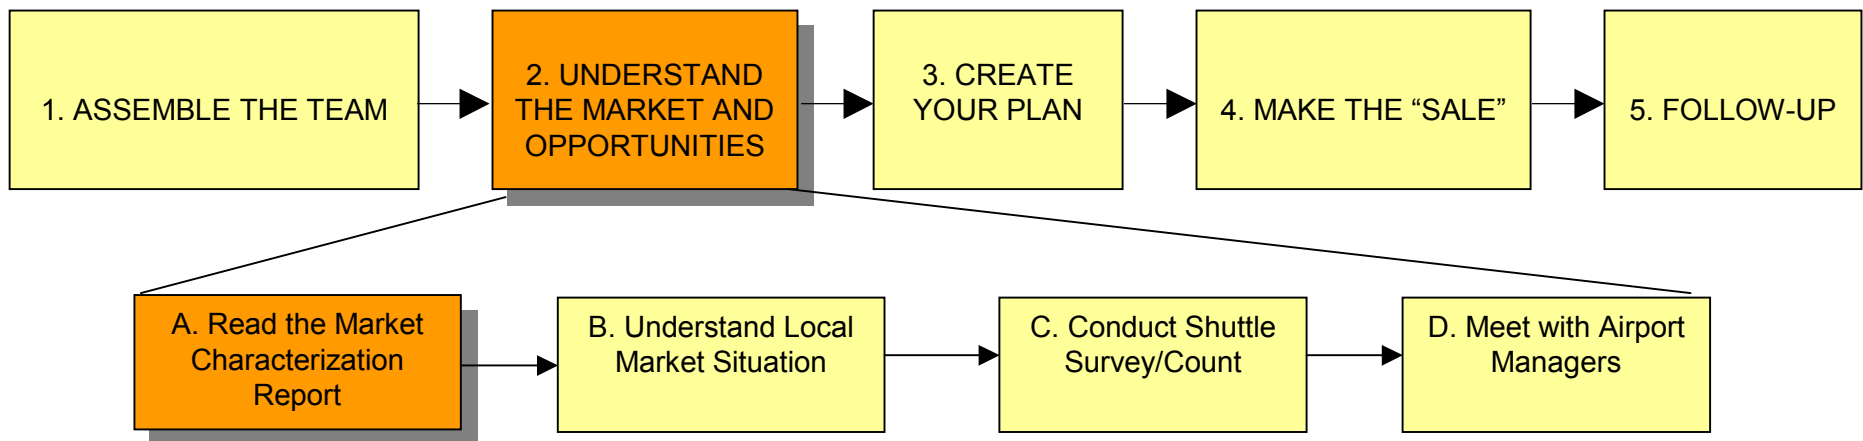 1. ASSEMBLE THE TEAM
2. UNDERSTAND
THE MARKET AND
OPPORTUNITIES
3. CREATE
YOUR PLAN
4. MAKE THE “SALE”
5. FOLLOW-UP
A. Read the Market
Characterization
Report
B. Understand Local
Market Situation
C. Conduct Shuttle
Survey/Count
D. Meet with Airport
Managers